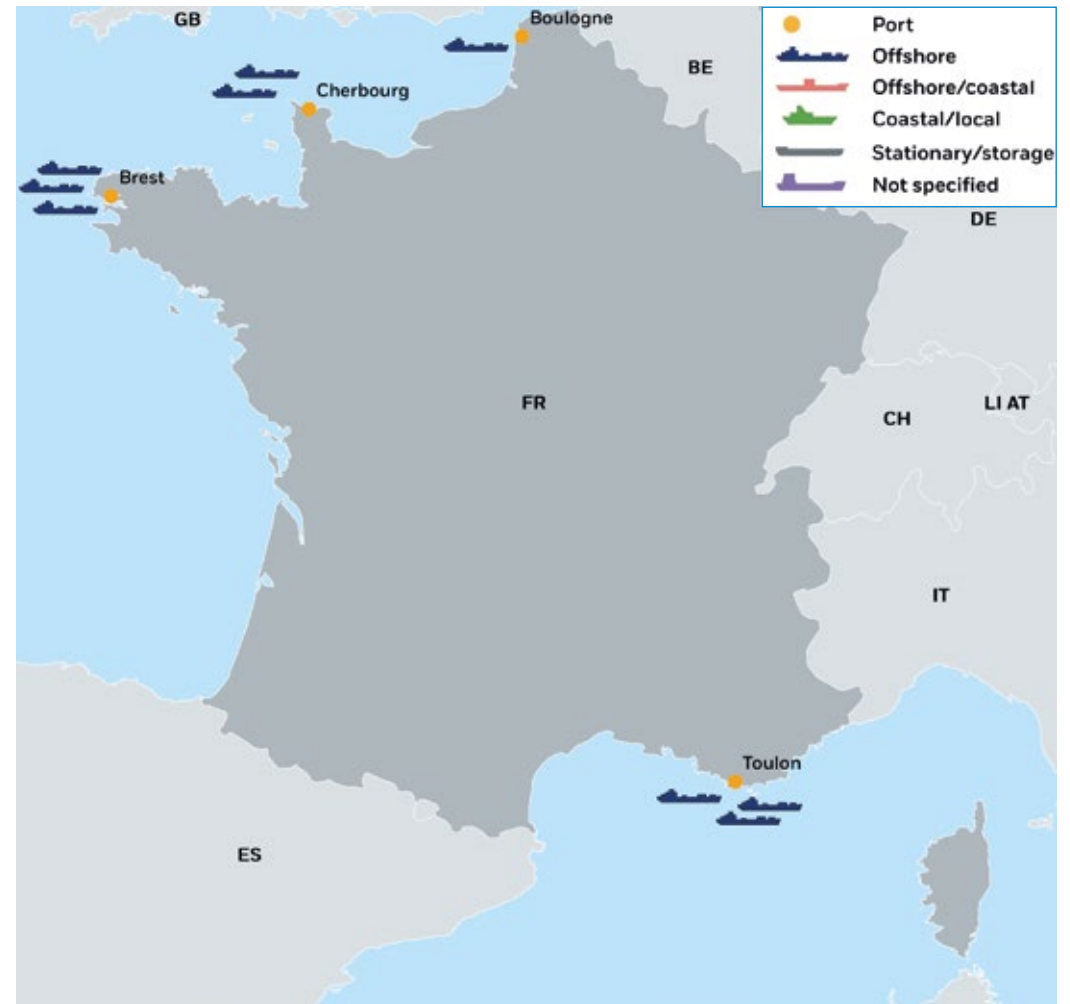 GB
Boulogne
Port
Offshore
BE
Offshore/coastal
Cherbourg
Coastal/local
Stationary/storage
Brest
Not specified
DE
FR
LI AT
CH
IT
Toulon
ES